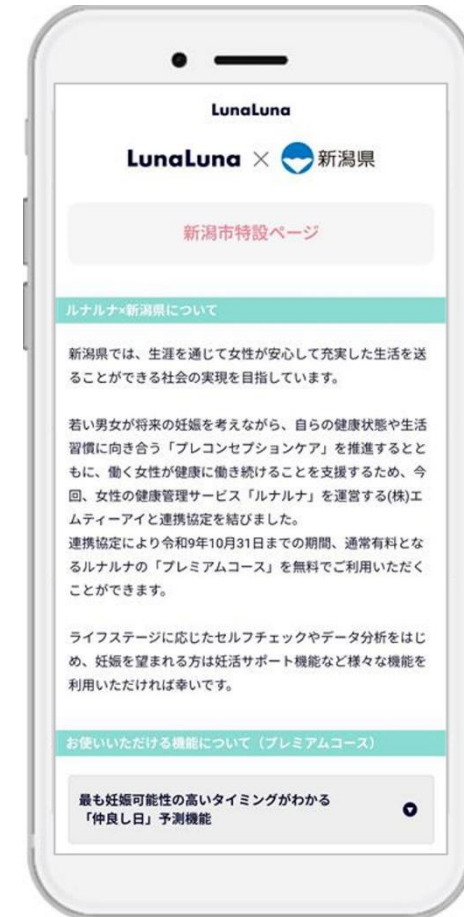 LunaLuna
LunaLuna × 新潟県
新潟市特設ページ
ルナルナ×新潟県について
新潟県では、生涯を通じて女性が安心して充実した生活を送
ることができる社会の実現を目指しています。
若い男女が将来の妊娠を考えながら、自らの健康状態や生活
習慣に向き合う「プレコンセプションケア」を推進するとと
もに、働く女性が健康に働き続けることを支援するため、今
回、女性の健康管理サービス「ルナルナ」を運営する(株)エ
ムティーアイと連携協定を結びました。
連携協定により令和9年10月31日までの期間、通常有料とな
るルナルナの「プレミアムコース」を無料でご利用いただく
ことができます。
ライフステージに応じたセルフチェックやデータ分析をはじ
め、妊娠を望まれる方は妊活サポート機能など様々な機能を
利用いただければ幸いです。
お使いいただける機能について（プレミアムコース）
最も妊娠可能性の高いタイミングがわかる
「仲良し日」予測機能